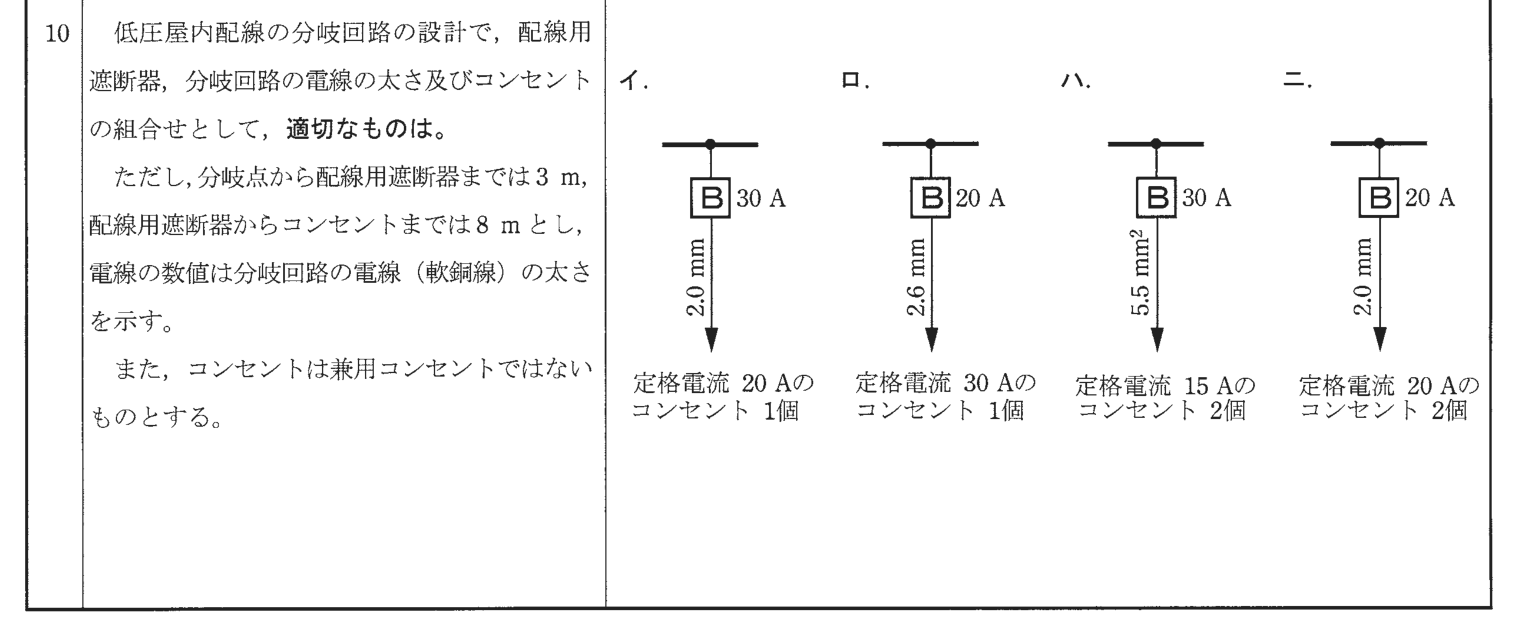 10
低圧屋内配線の分岐回路の設計で，配線用
遮断器，分岐回路の電線の太さ及びコンセント
の組合せとして，適切なものは。
ただし，分岐点から配線用遮断器までは3 m，
配線用遮断器からコンセントまでは8 m とし，
電線の数値は分岐回路の電線（軟銅線）の太さ
を示す。
また，コンセントは兼用コンセントではない
ものとする。
イ．
B 30 A
2.0 mm
定格電流 20 Aの
コンセント 1個
ロ．
B 20 A
2.6 mm
定格電流 30 Aの
コンセント 1個
ハ．
B 30 A
5.5 mm²
定格電流 15 Aの
コンセント 2個
ニ．
B 20 A
2.0 mm
定格電流 20 Aの
コンセント 2個